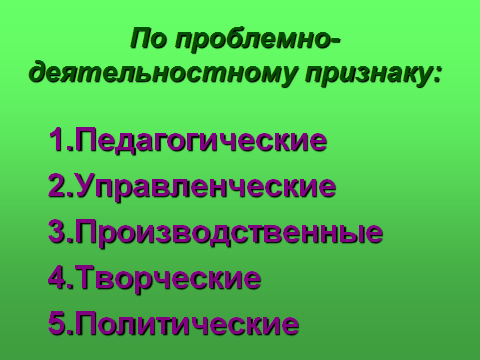 По проблемно-
деятельностному признаку:
1.Педагогические
2.Управленческие
3.Производственные
4.Творческие
5.Политические